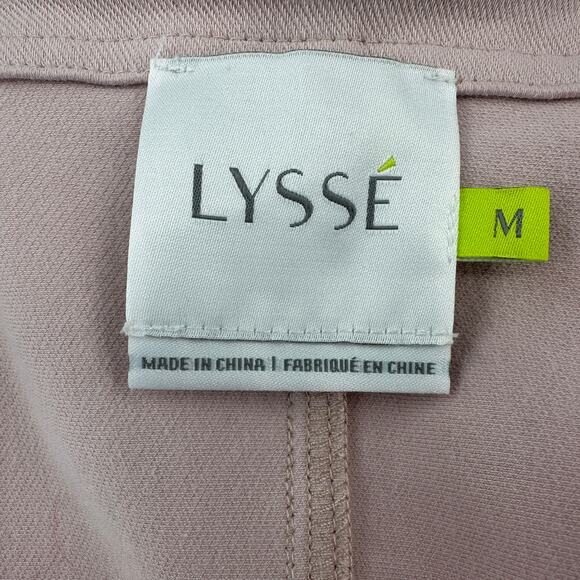 LYSSÉ
M
MADE IN CHINA | FABRIQUÉ EN CHINE